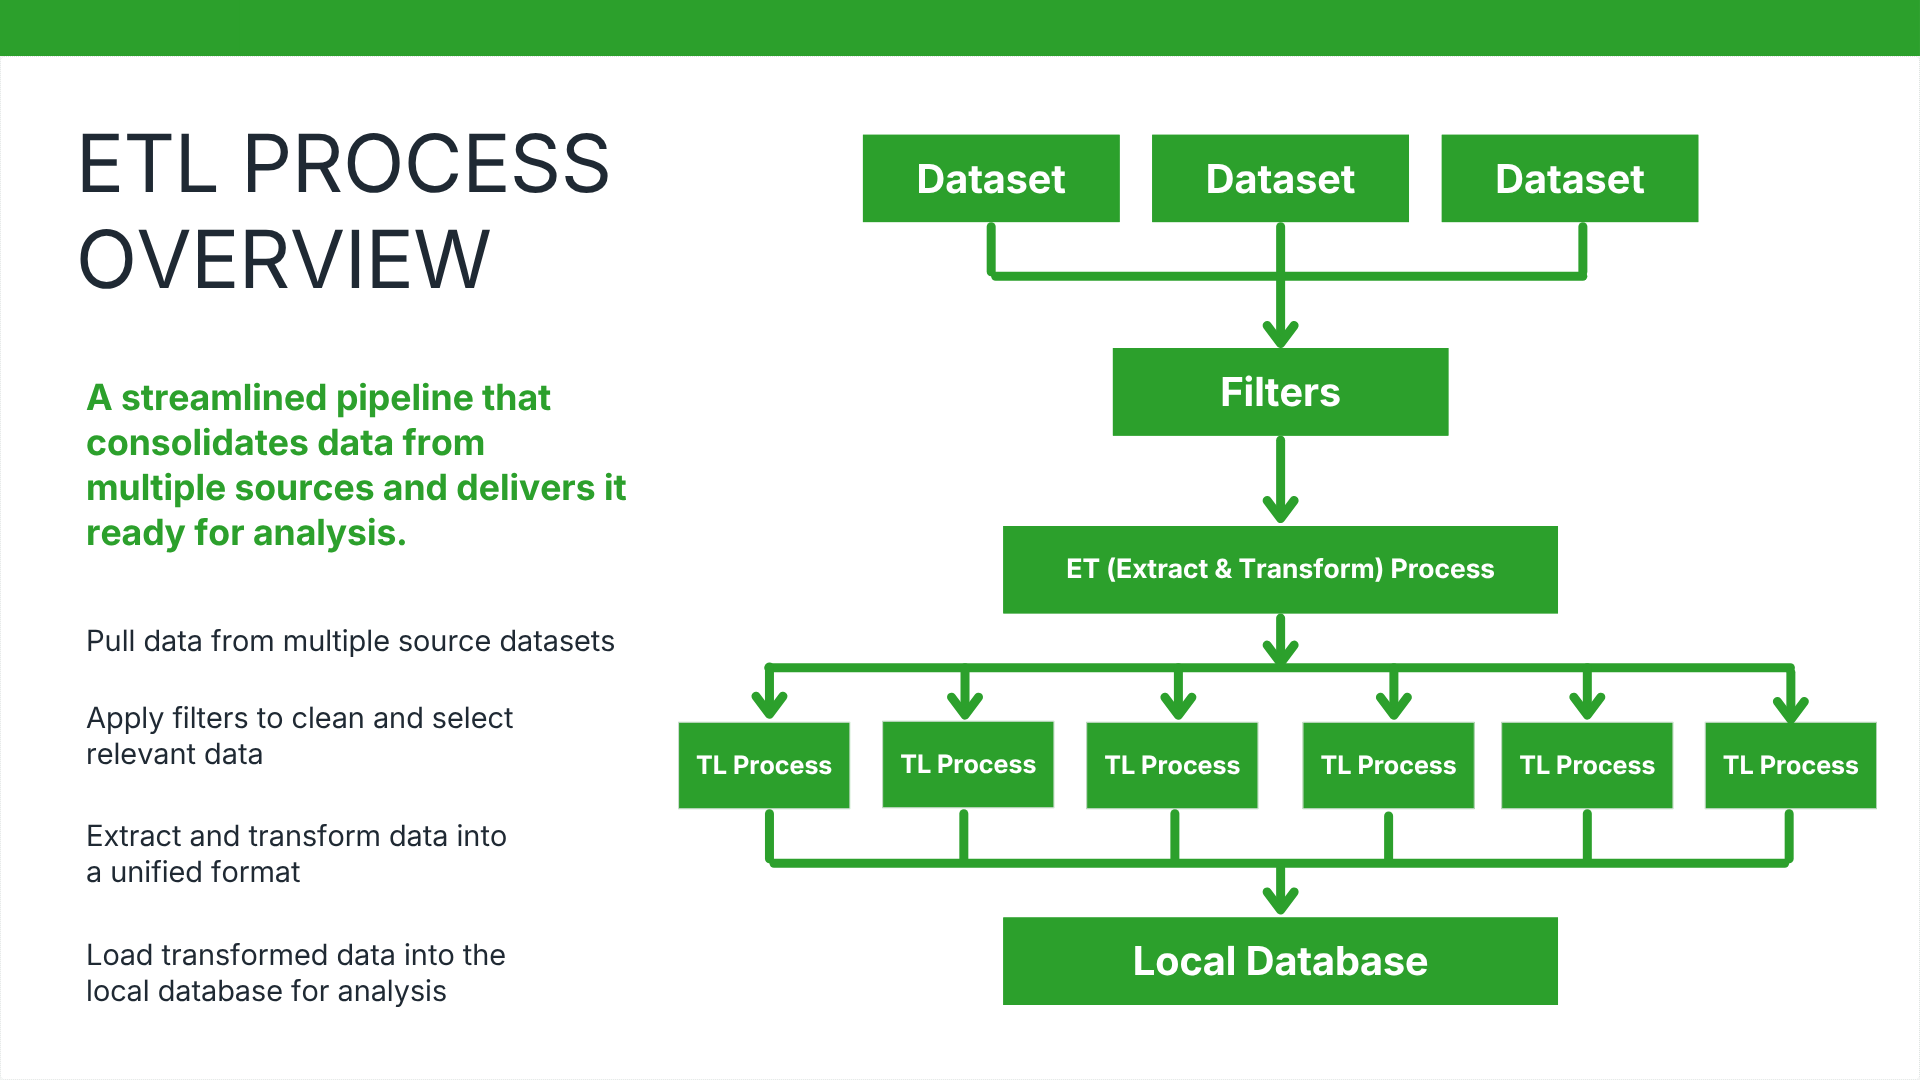 ETL PROCESS
OVERVIEW
A streamlined pipeline that
consolidates data from
multiple sources and delivers it
ready for analysis.
Pull data from multiple source datasets
Apply filters to clean and select
relevant data
Extract and transform data into
a unified format
Load transformed data into the
local database for analysis
Dataset
Dataset
Dataset
Filters
ET (Extract & Transform) Process
TL Process
TL Process
TL Process
TL Process
TL Process
TL Process
Local Database